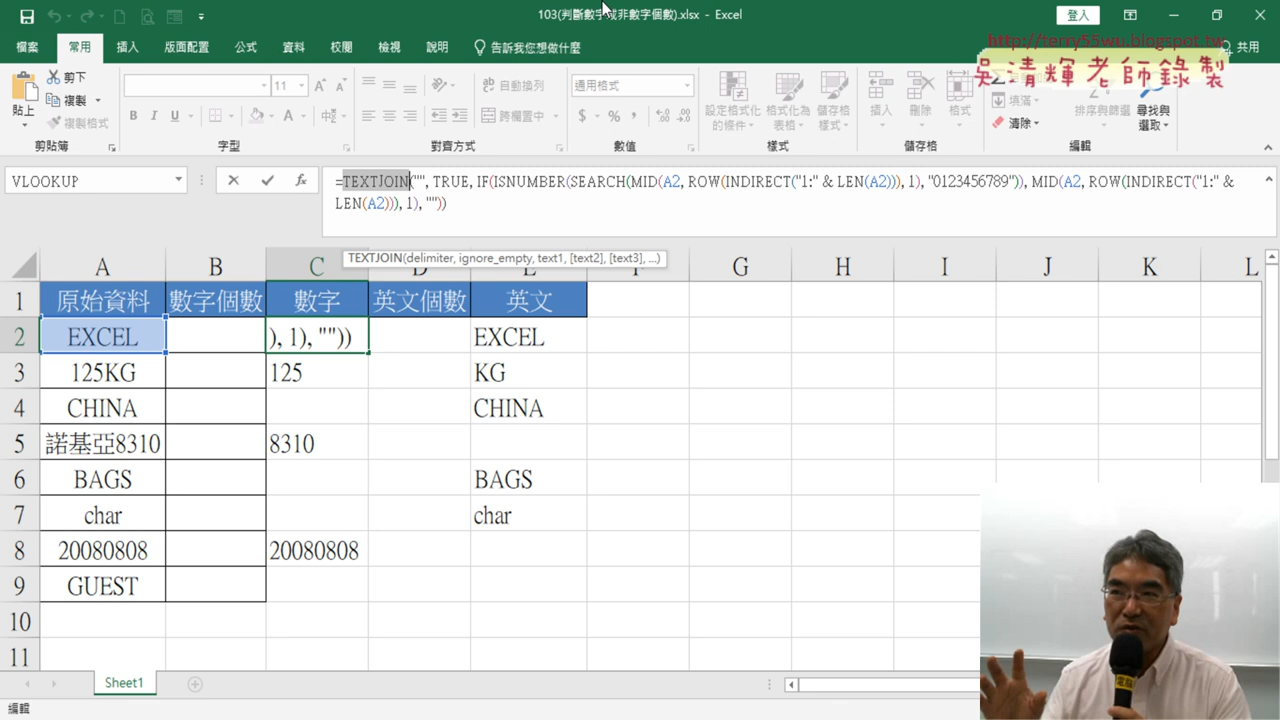 103(判斷數字或非數字個數).xlsx - Excel
登入
檔案 常用 插入 版面配置 公式 資料 校閱 檢視 說明 告訴我您想做什麼 共用
http://terry55wu.blogspot.tw
吳清輝老師錄製
貼上 剪下 複製 複製格式 剪貼簿
11 B I U A 中 字型
自動換列 跨欄置中 對齊方式
通用格式 $ % , 數值
設定格式化的條件 格式化為表格 儲存格樣式 樣式
插入 刪除 格式 儲存格
填滿 清除 排序與篩選 尋找與選取 編輯
VLOOKUP
fx
=TEXTJOIN("", TRUE, IF(ISNUMBER(SEARCH(MID(A2, ROW(INDIRECT("1:" & LEN(A2))), 1), "0123456789")), MID(A2, ROW(INDIRECT("1:" &
LEN(A2))), 1), ""))
TEXTJOIN(delimiter, ignore_empty, text1, [text2], [text3], ...)
A B C D E F G H I J K L
1 原始資料 數字個數 數字 英文個數 英文
2 EXCEL ), 1), "")) EXCEL
3 125KG 125 KG
4 CHINA CHINA
5 諾基亞8310 8310
6 BAGS BAGS
7 char char
8 20080808 20080808
9 GUEST
10
11
電腦
Sheet1
編輯